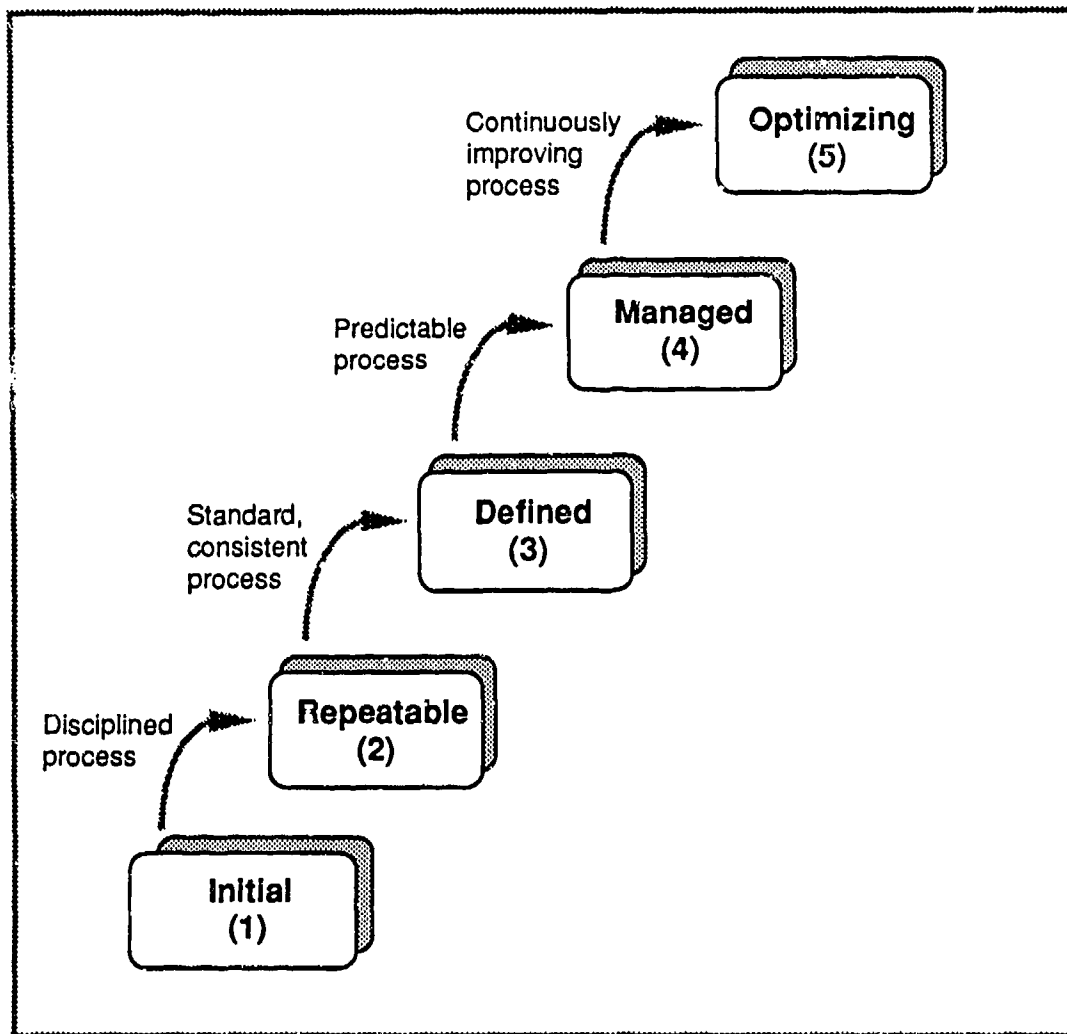 Continuously
improving
process
Optimizing
(5)
Predictable
process
Managed
(4)
Standard,
consistent
process
Defined
(3)
Disciplined
process
Repeatable
(2)
Initial
(1)